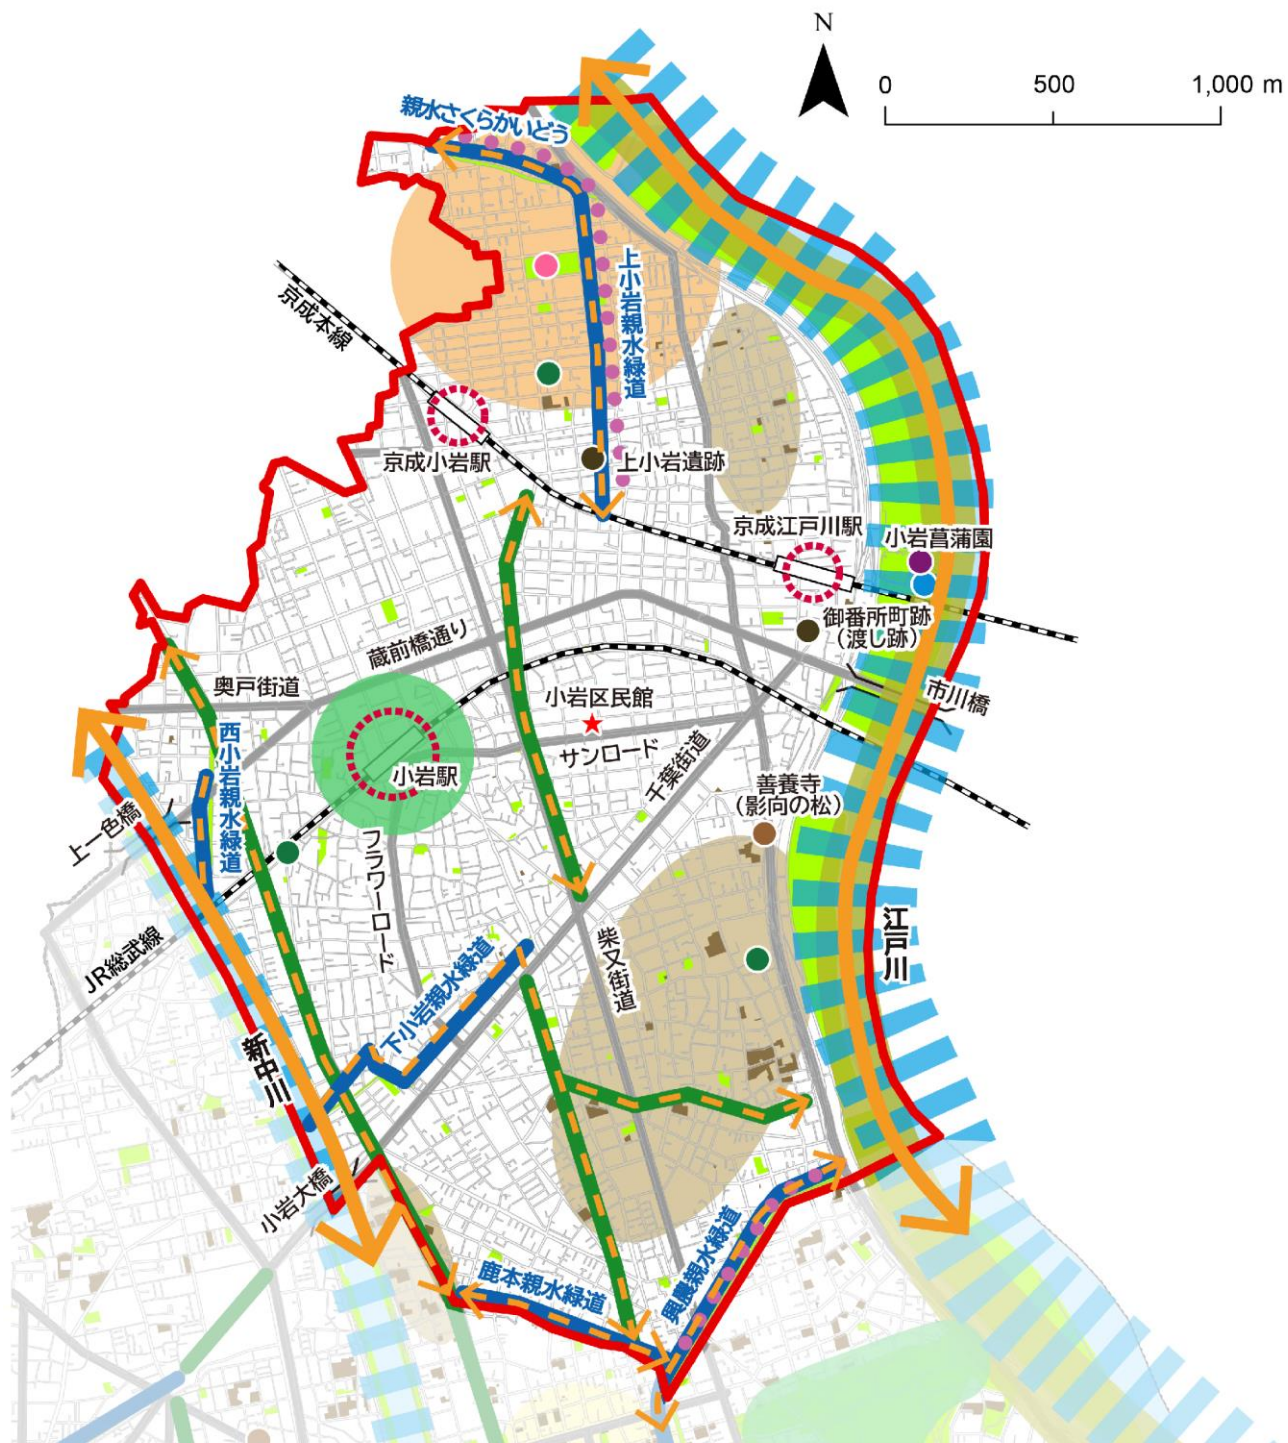 N
0 500 1,000 m
親水さくらかいどう
上小岩親水緑道
京成本線
京成小岩駅
上小岩遺跡
京成江戸川駅
小岩菖蒲園
御番所町跡
(渡し跡)
蔵前橋通り
奥戸街道
小岩区民館
市川橋
西小岩親水緑道
サンロード
小岩駅
千葉街道
善養寺
(影向の松)
上一色橋
フラワーロード
江戸川
JR総武線
柴又街道
下小岩親水緑道
新中川
小岩大橋
鹿本親水緑道
興農親水緑道